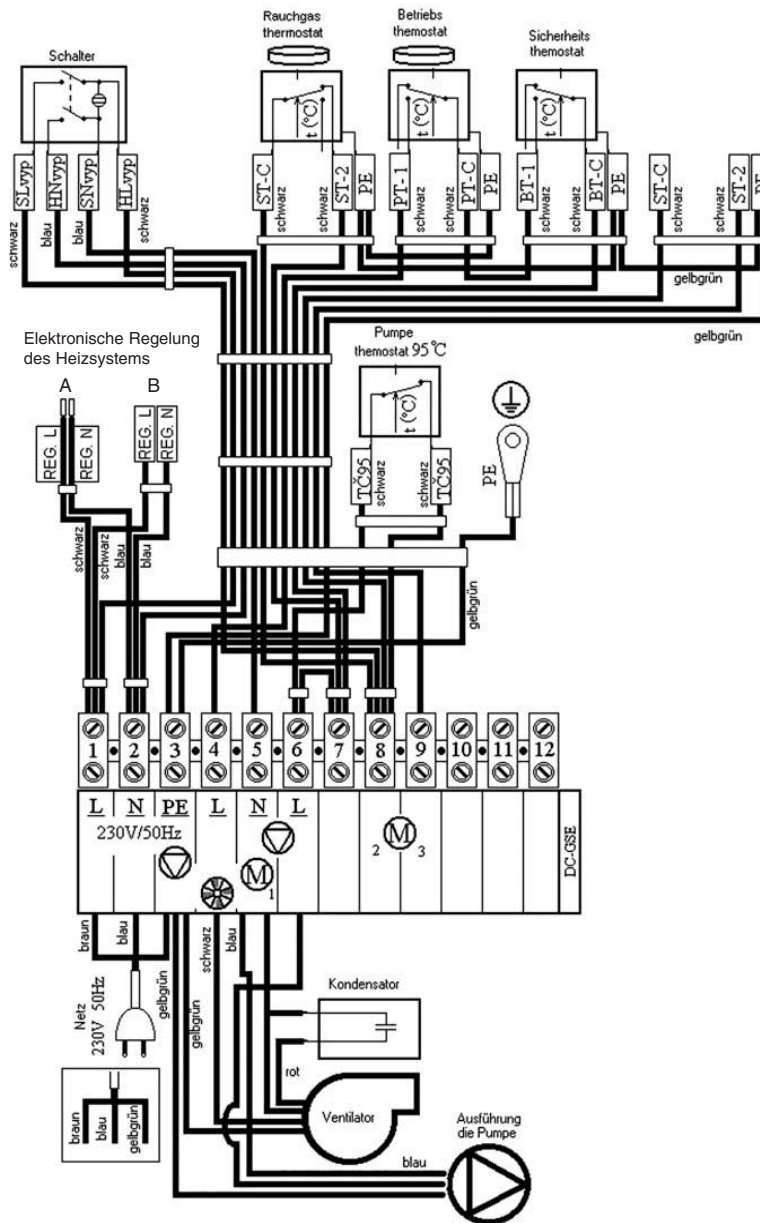 Rauchgas
thermostat
Betriebs
thermostat
Sicherheits
thermostat
Schalter
t (°C)
t (°C)
t (°C)
SLvyp
HNvyp
SNvyp
HLvyp
ST-C
ST-2
PE
PT-1
PT-C
PE
BT-1
BT-C
PE
ST-C
ST-2
schwarz
blau
blau
schwarz
schwarz
schwarz
schwarz
schwarz
schwarz
schwarz
schwarz
schwarz
gelbgrün
gelbgrün
Elektronische Regelung
des Heizsystems
A
B
REG. L
REG. N
REG. L
REG. N
Pumpe
themostat 95°C
t (°C)
TČ95
schwarz
schwarz
TČ95
PE
schwarz
schwarz
blau
blau
gelbgrün
1
2
3
4
5
6
7
8
9
10
11
12
L
N
PE
L
N
L
230V/50Hz
M
1
2
M
3
DC-GSE
braun
blau
gelbgrün
gelbgrün
schwarz
blau
Netz
230V 50Hz
Kondensator
rot
Ventilator
braun
blau
gelbgrün
Ausführung
die Pumpe
blau